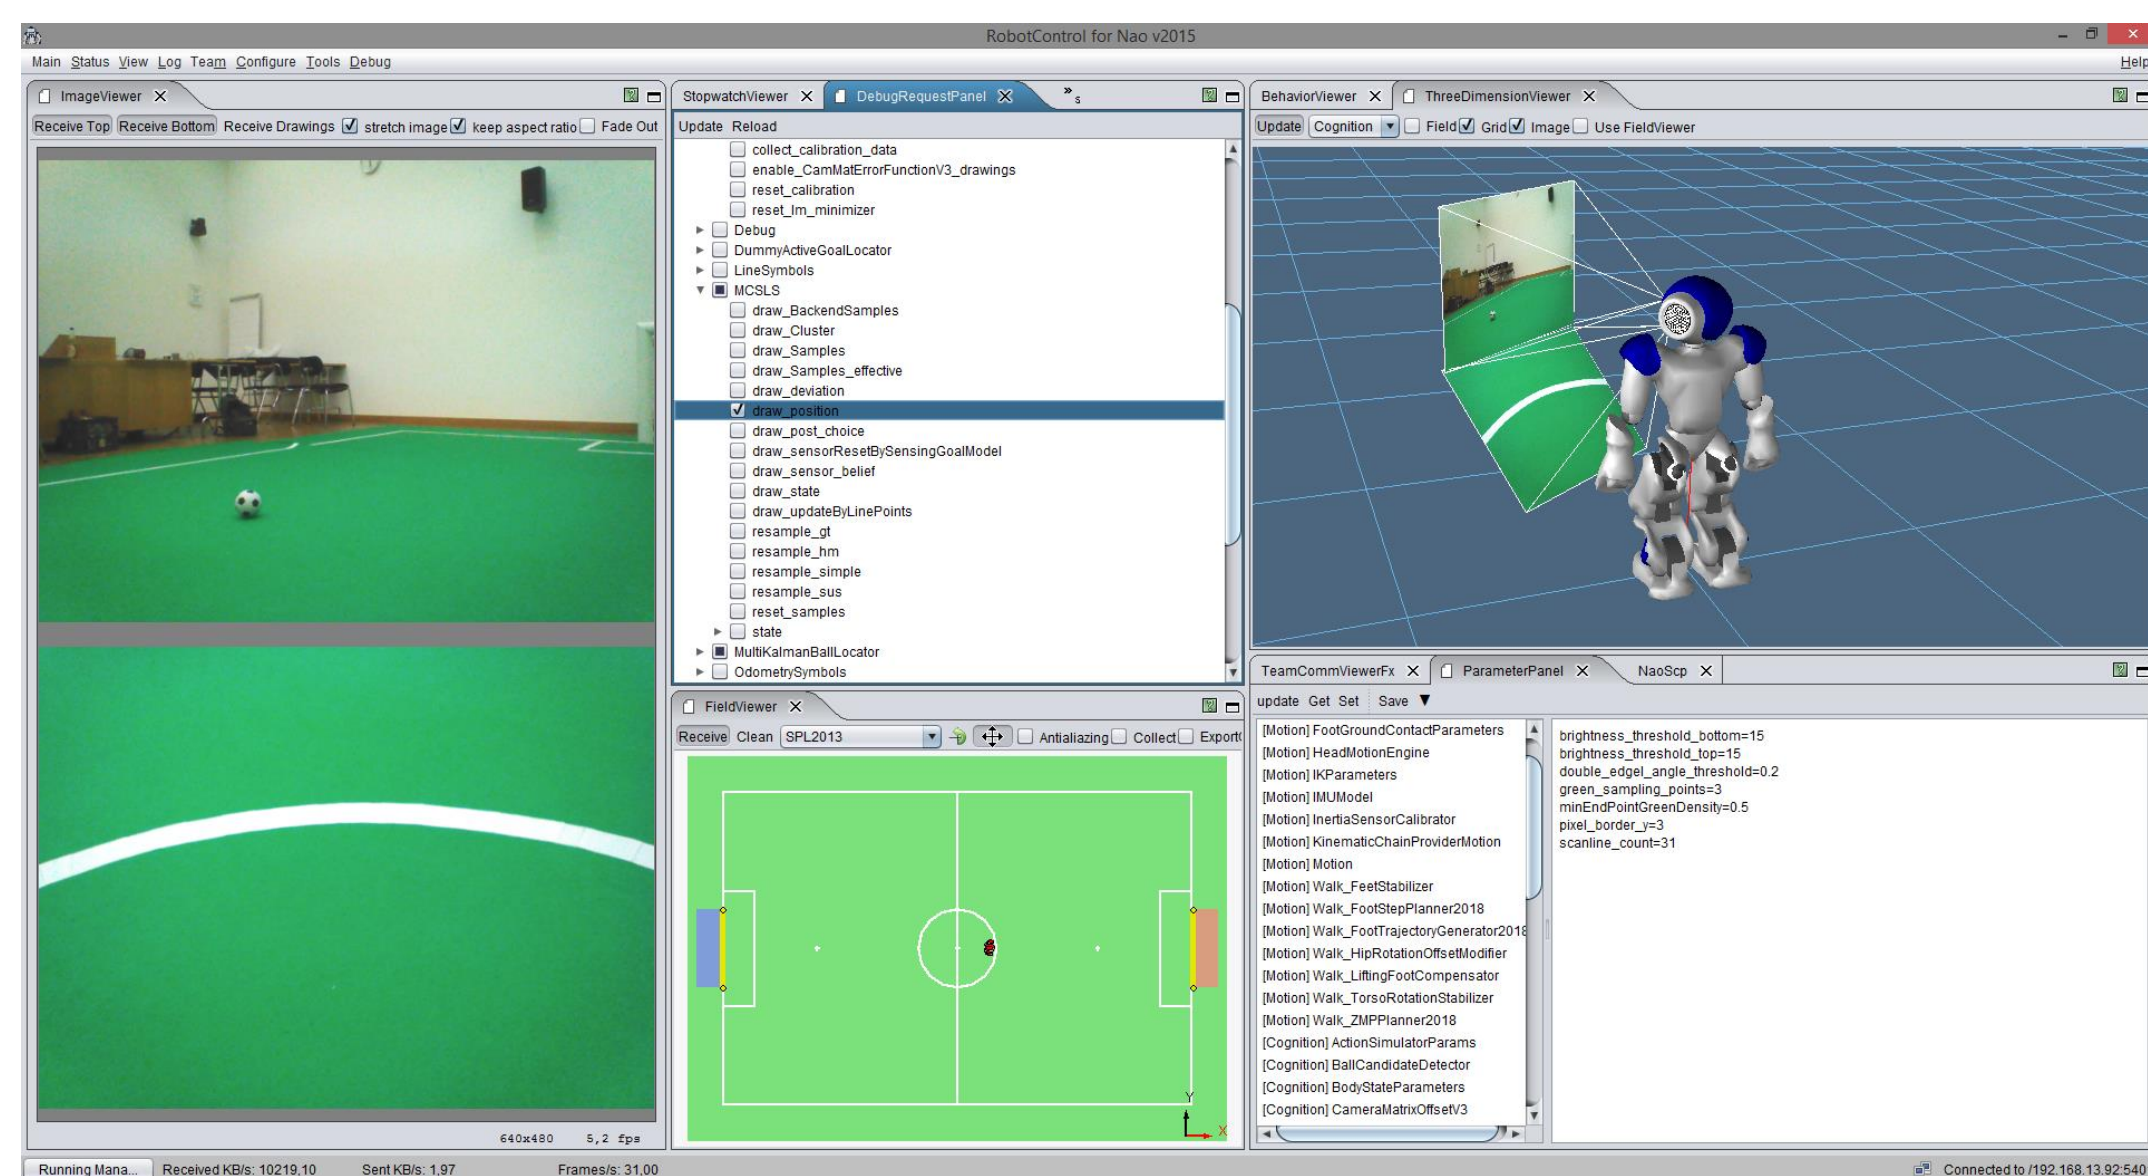 RobotControl for Nao v2015
Main Status View Log Team Configure Tools Debug
Help
ImageViewer
Receive Top Receive Bottom Receive Drawings stretch image keep aspect ratio Fade Out
640x480 5,2 fps
StopwatchViewer DebugRequestPanel » s
Update Reload
collect_calibration_data
enable_CamMatErrorFunctionV3_drawings
reset_calibration
reset_lm_minimizer
Debug
DummyActiveGoalLocator
LineSymbols
MCSLS
draw_BackendSamples
draw_Cluster
draw_Samples
draw_Samples_effective
draw_deviation
draw_position
draw_post_choice
draw_sensorResetBySensingGoalModel
draw_sensor_belief
draw_state
draw_updateByLinePoints
resample_gt
resample_hm
resample_simple
resample_sus
reset_samples
state
MultiKalmanBallLocator
OdometrySymbols
FieldViewer
Receive Clean SPL2013 Antialiazing Collect Export
Y
X
BehaviorViewer ThreeDimensionViewer
Update Cognition Field Grid Image Use FieldViewer
TeamCommViewerFx ParameterPanel NaoScp
update Get Set Save
[Motion] FootGroundContactParameters
[Motion] HeadMotionEngine
[Motion] IKParameters
[Motion] IMUModel
[Motion] InertiaSensorCalibrator
[Motion] KinematicChainProviderMotion
[Motion] Motion
[Motion] Walk_FeetStabilizer
[Motion] Walk_FootStepPlanner2018
[Motion] Walk_FootTrajectoryGenerator2018
[Motion] Walk_HipRotationOffsetModifier
[Motion] Walk_LiftingFootCompensator
[Motion] Walk_TorsoRotationStabilizer
[Motion] Walk_ZMPPlanner2018
[Cognition] ActionSimulatorParams
[Cognition] BallCandidateDetector
[Cognition] BodyStateParameters
[Cognition] CameraMatrixOffsetV3
brightness_threshold_bottom=15
brightness_threshold_top=15
double_edgel_angle_threshold=0.2
green_sampling_points=3
minEndPointGreenDensity=0.5
pixel_border_y=3
scanline_count=31
Running Mana... Received KB/s: 10219,10 Sent KB/s: 1,97 Frames/s: 31,00
Connected to /192.168.13.92:540